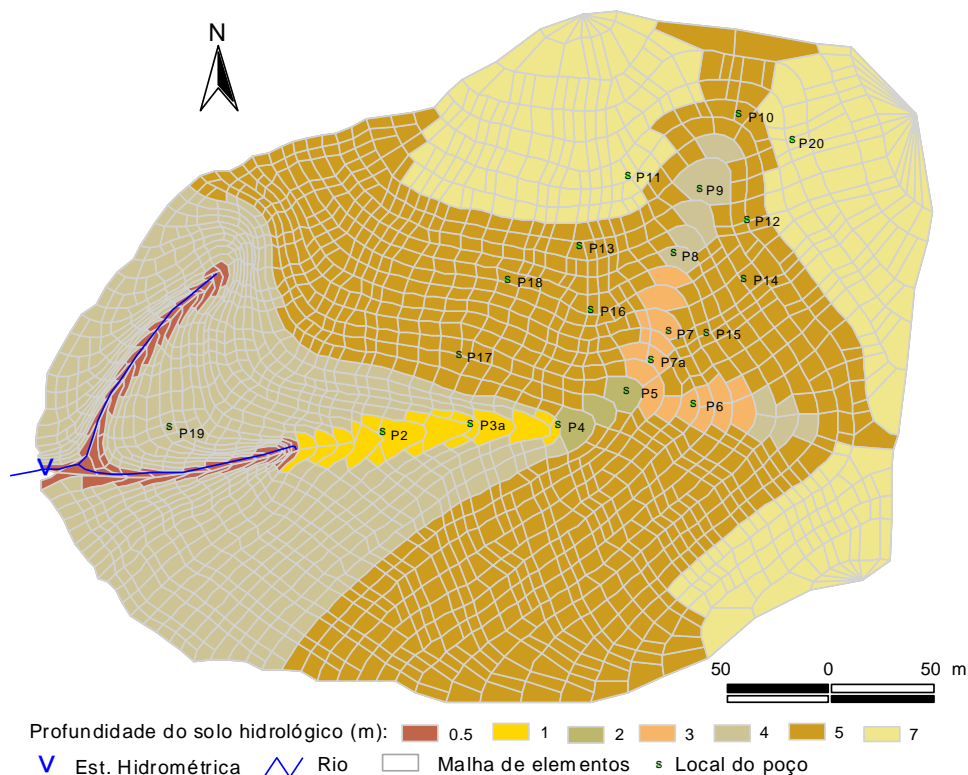 N
P10
P20
P11
P9
P12
P13
P8
P14
P18
P16
P7
P15
P17
P7a
P5
P6
P4
P3a
P2
P19
V
50 0 50 m
Profundidade do solo hidrológico (m): 0.5 1 2 3 4 5 7
V Est. Hidrométrica Rio Malha de elementos s Local do poço